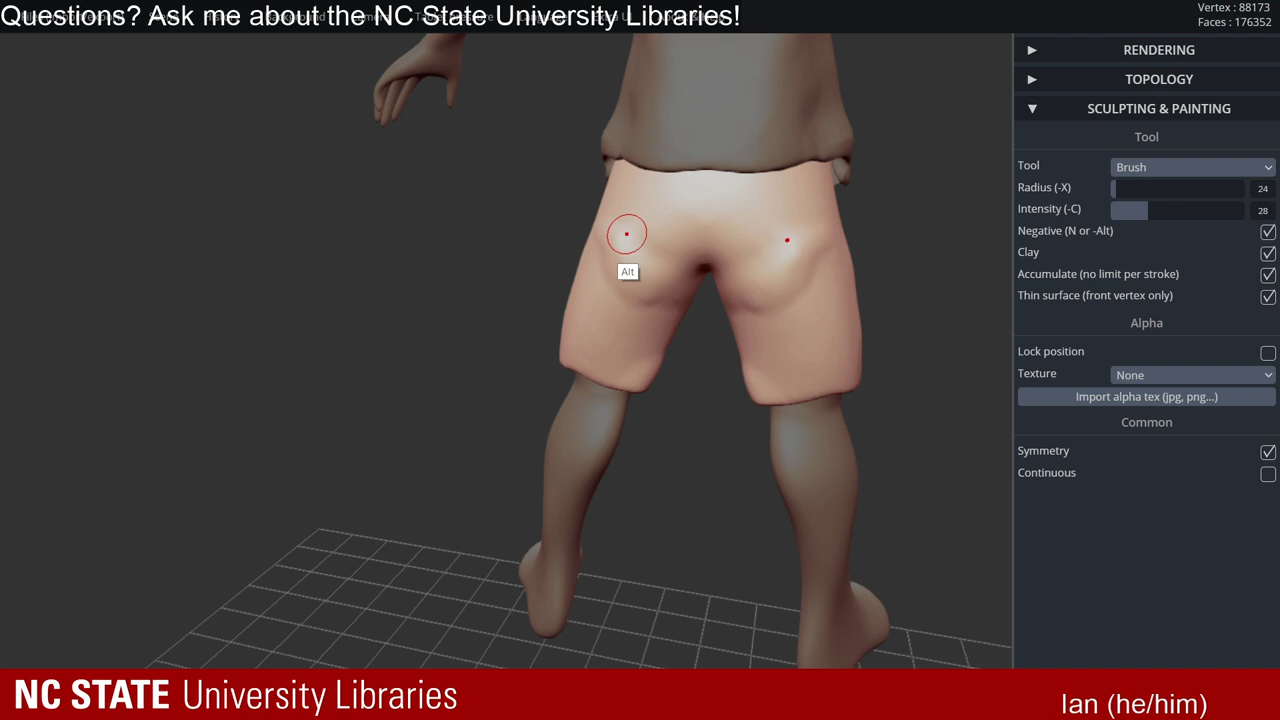 Questions? Ask me about the NC State University Libraries!
Vertex : 88173
Faces : 176352
RENDERING
TOPOLOGY
SCULPTING & PAINTING
Tool
Tool
Brush
Radius (-X)
24
Intensity (-C)
28
Negative (N or -Alt)
Clay
Accumulate (no limit per stroke)
Thin surface (front vertex only)
Alpha
Lock position
Texture
None
Import alpha tex (jpg, png...)
Common
Symmetry
Continuous
Alt
NC STATE University Libraries
Ian (he/him)